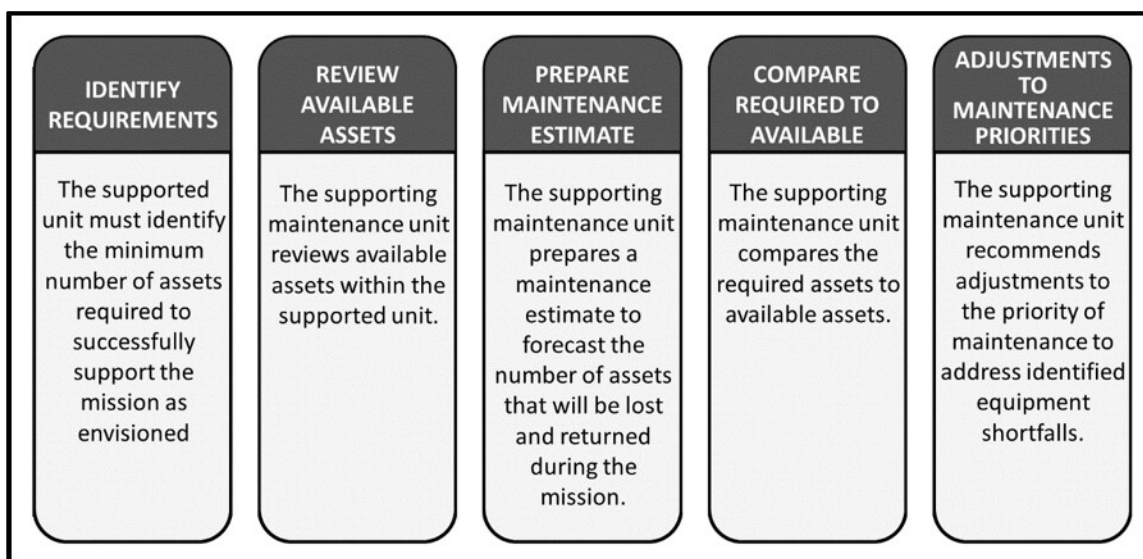 IDENTIFY
REQUIREMENTS
The supported
unit must identify
the minimum
number of assets
required to
successfully
support the
mission as
envisioned
REVIEW
AVAILABLE
ASSETS
The supporting
maintenance unit
reviews available
assets within the
supported unit.
PREPARE
MAINTENANCE
ESTIMATE
The supporting
maintenance unit
prepares a
maintenance
estimate to
forecast the
number of assets
that will be lost
and returned
during the
mission.
COMPARE
REQUIRED TO
AVAILABLE
The supporting
maintenance unit
compares the
required assets to
available assets.
ADJUSTMENTS
TO
MAINTENANCE
PRIORITIES
The supporting
maintenance unit
recommends
adjustments to
the priority of
maintenance to
address identified
equipment
shortfalls.